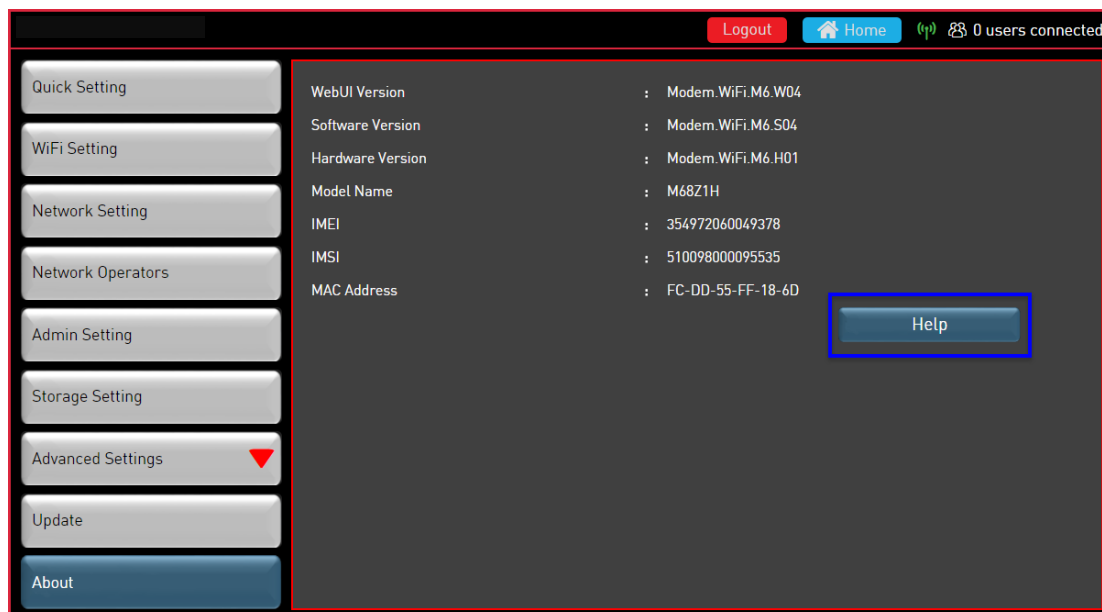 Logout Home 0 users connected
Quick Setting
WiFi Setting
Network Setting
Network Operators
Admin Setting
Storage Setting
Advanced Settings
Update
About
WebUI Version : Modem.WiFi.M6.W04
Software Version : Modem.WiFi.M6.S04
Hardware Version : Modem.WiFi.M6.H01
Model Name : M68Z1H
IMEI : 354972060049378
IMSI : 510098000095535
MAC Address : FC-DD-55-FF-18-6D
Help